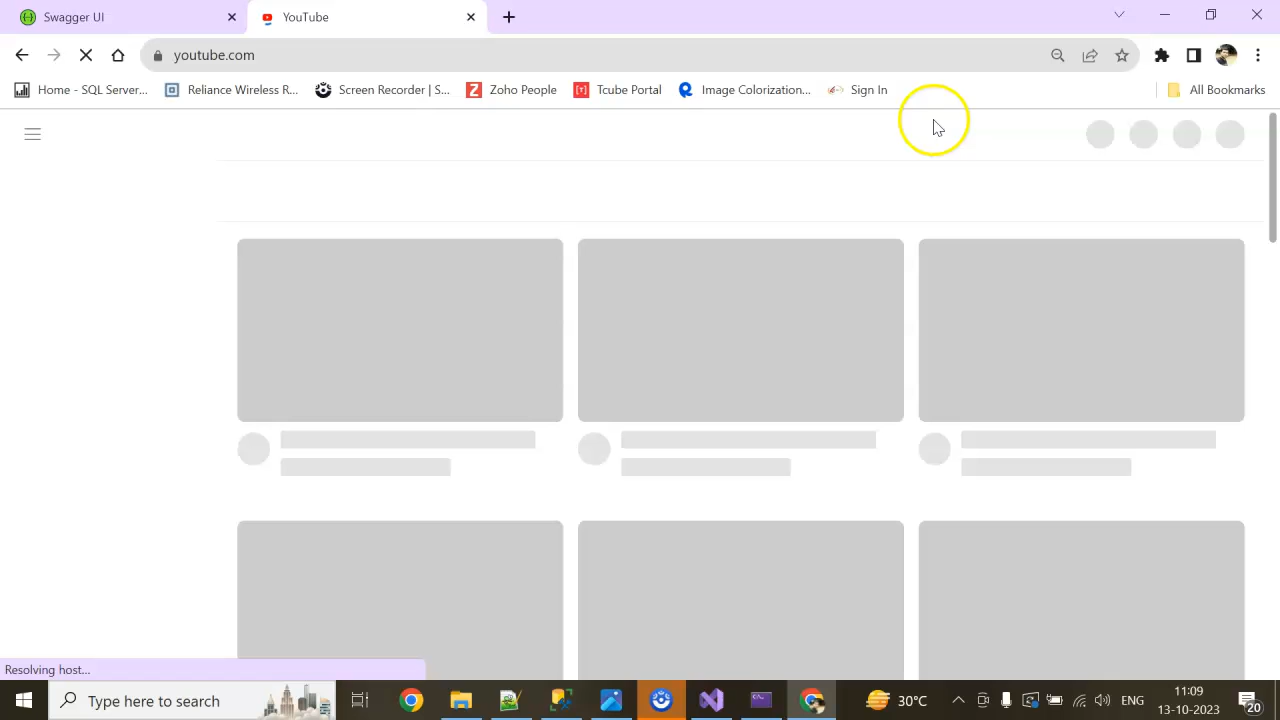 Swagger UI
YouTube
youtube.com
Home - SQL Server...
Reliance Wireless R...
Screen Recorder | S...
Zoho People
Tcube Portal
Image Colorization...
Sign In
All Bookmarks
Resolving host...
Type here to search
30°C
ENG
11:09
13-10-2023
20